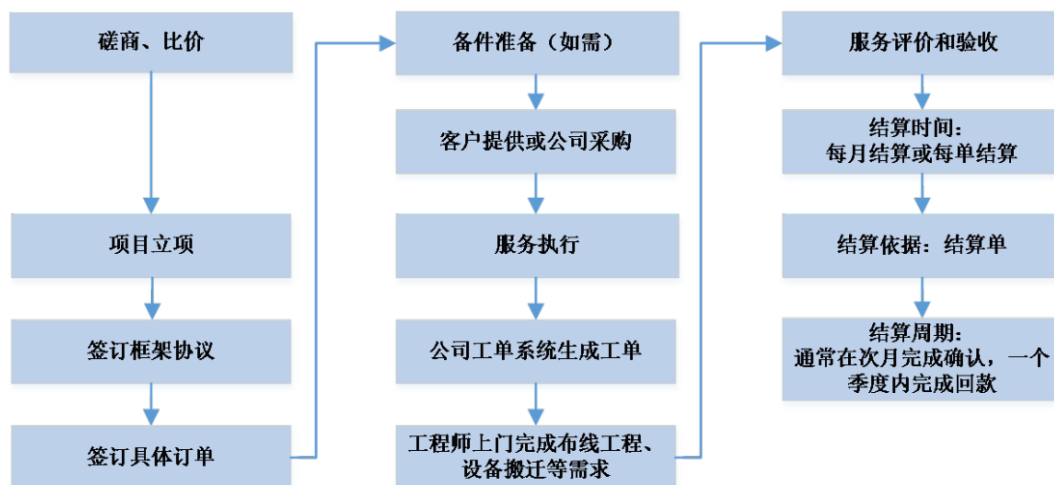 磋商、比价
项目立项
签订框架协议
签订具体订单
备件准备（如需）
客户提供或公司采购
服务执行
公司工单系统生成工单
工程师上门完成布线工程、
设备搬迁等需求
服务评价和验收
结算时间：
每月结算或每单结算
结算依据：结算单
结算周期：
通常在次月完成确认，一个
季度内完成回款